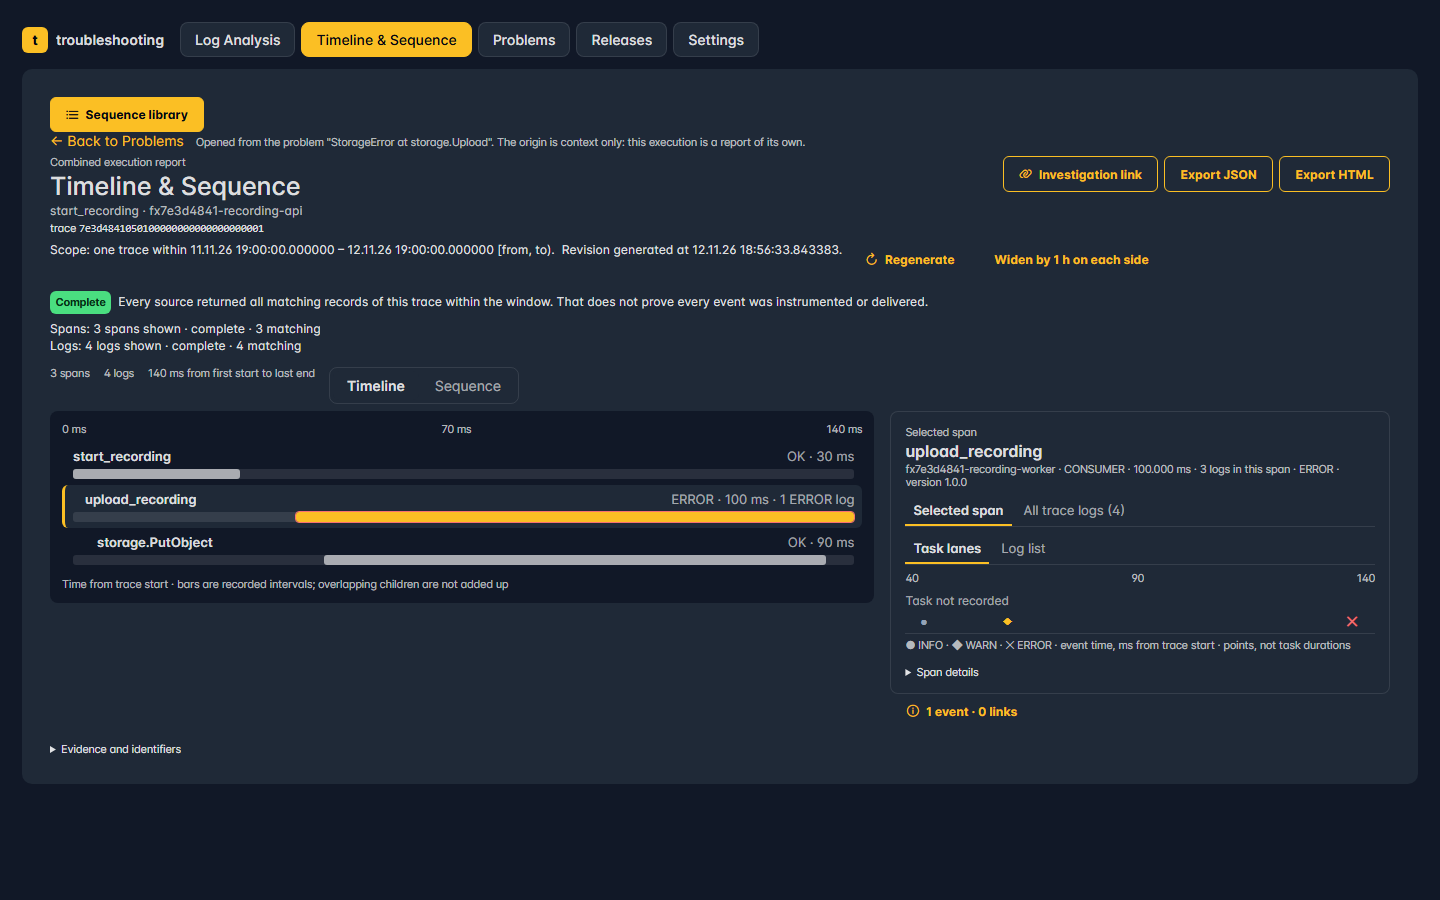 t troubleshooting Log Analysis Timeline & Sequence Problems Releases Settings
Sequence library
← Back to Problems Opened from the problem "StorageError at storage.Upload". The origin is context only: this execution is a report of its own.
Combined execution report
Timeline & Sequence
Investigation link Export JSON Export HTML
start_recording · fx7e3d4841-recording-api
Scope: one trace within 11.11.26 19:00:00.000000 – 12.11.26 19:00:00.000000 [from, to). Revision generated at 12.11.26 18:56:33.843383.
Regenerate Widen by 1 h on each side
Complete Every source returned all matching records of this trace within the window. That does not prove every event was instrumented or delivered.
Spans: 3 spans shown · complete · 3 matching
Logs: 4 logs shown · complete · 4 matching
3 spans 4 logs 140 ms from first start to last end Timeline Sequence
0 ms 70 ms 140 ms
start_recording OK · 30 ms
upload_recording ERROR · 100 ms · 1 ERROR log
storage.PutObject OK · 90 ms
Time from trace start · bars are recorded intervals; overlapping children are not added up
Selected span
upload_recording
fx7e3d4841-recording-worker · CONSUMER · 100.000 ms · 3 logs in this span · ERROR ·
version 1.0.0
Selected span All trace logs (4)
Task lanes Log list
40 90 140
Task not recorded
● INFO · ◆ WARN · ✕ ERROR · event time, ms from trace start · points, not task durations
▶ Span details
1 event · 0 links
▶ Evidence and identifiers